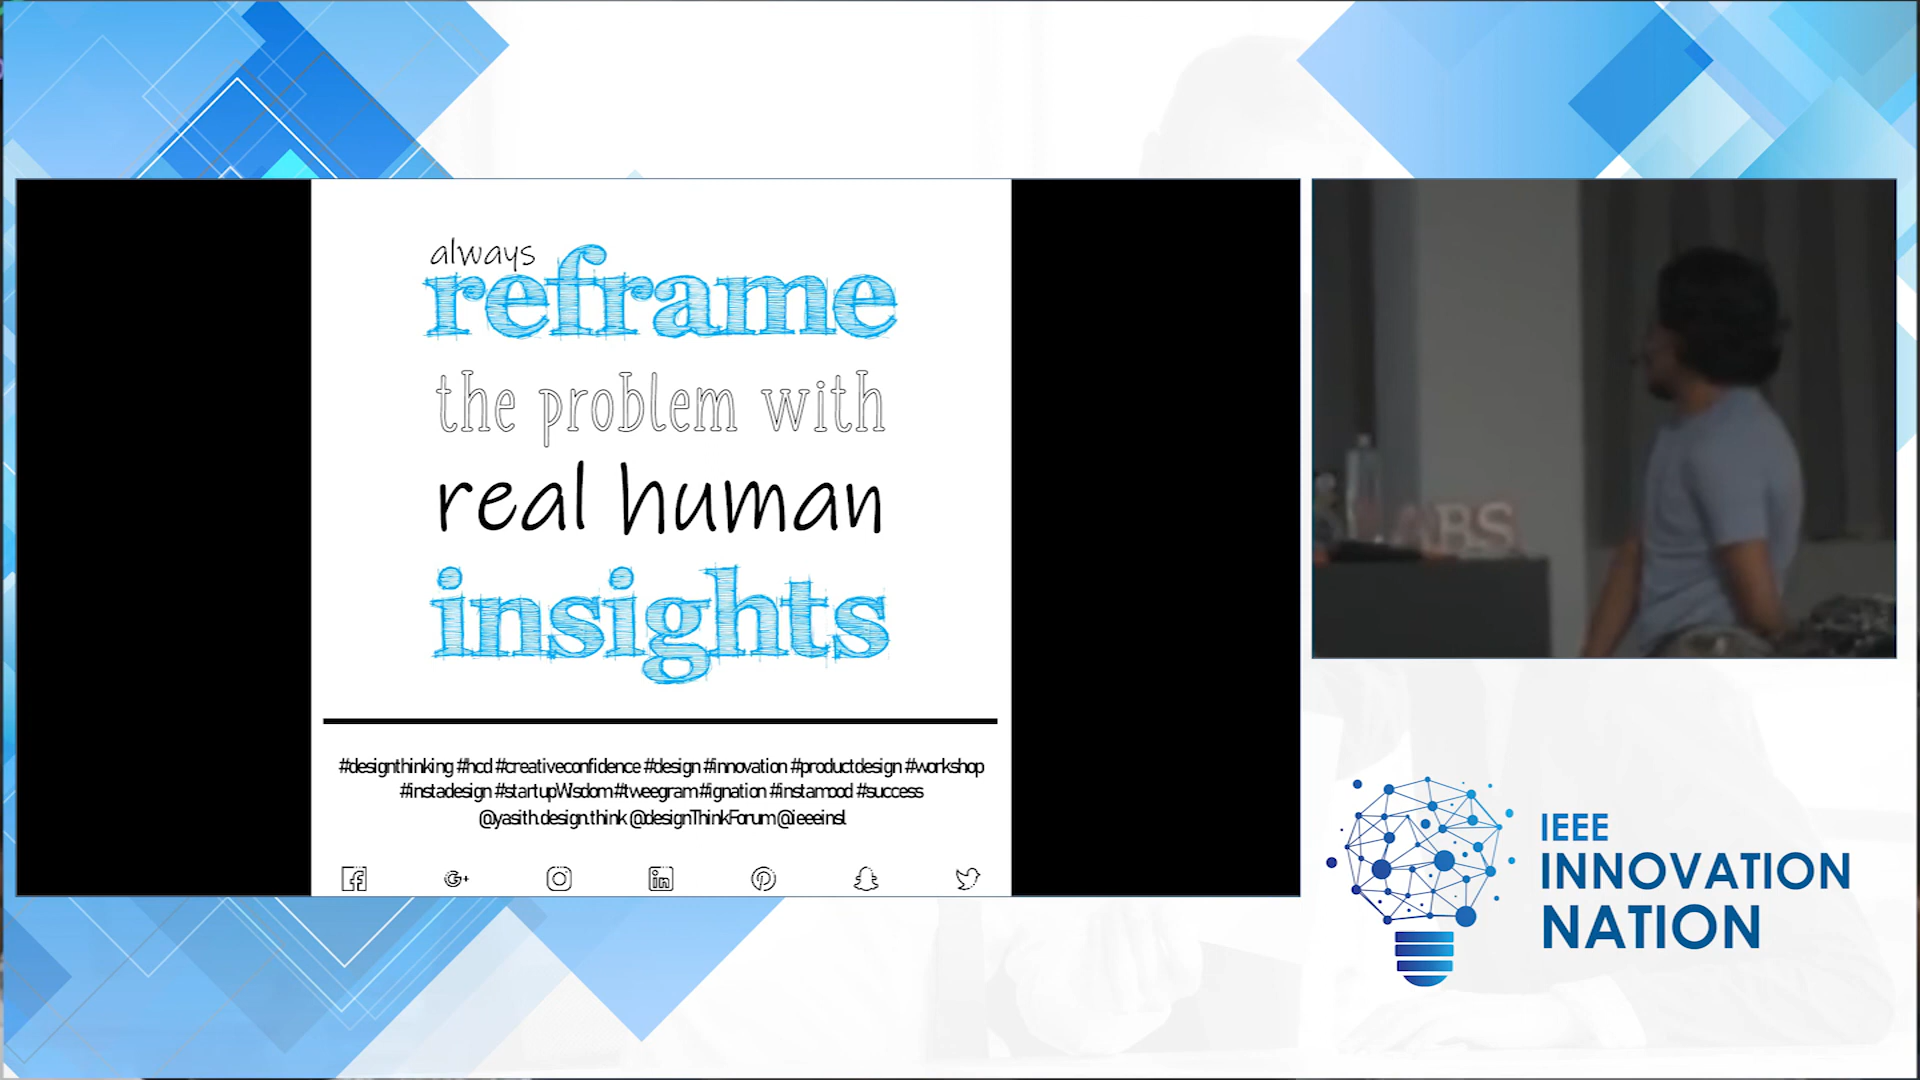 always
reframe
the problem with
real human
insights
#designthinking #hcd #creativeconfidence #design #innovation #productdesign #workshop
#instadesign #startupWisdom #tweegram #ignation #instamood #success
@yasith.design.think @designThinkForum @ieeeinsl
ABS
IEEE
INNOVATION
NATION